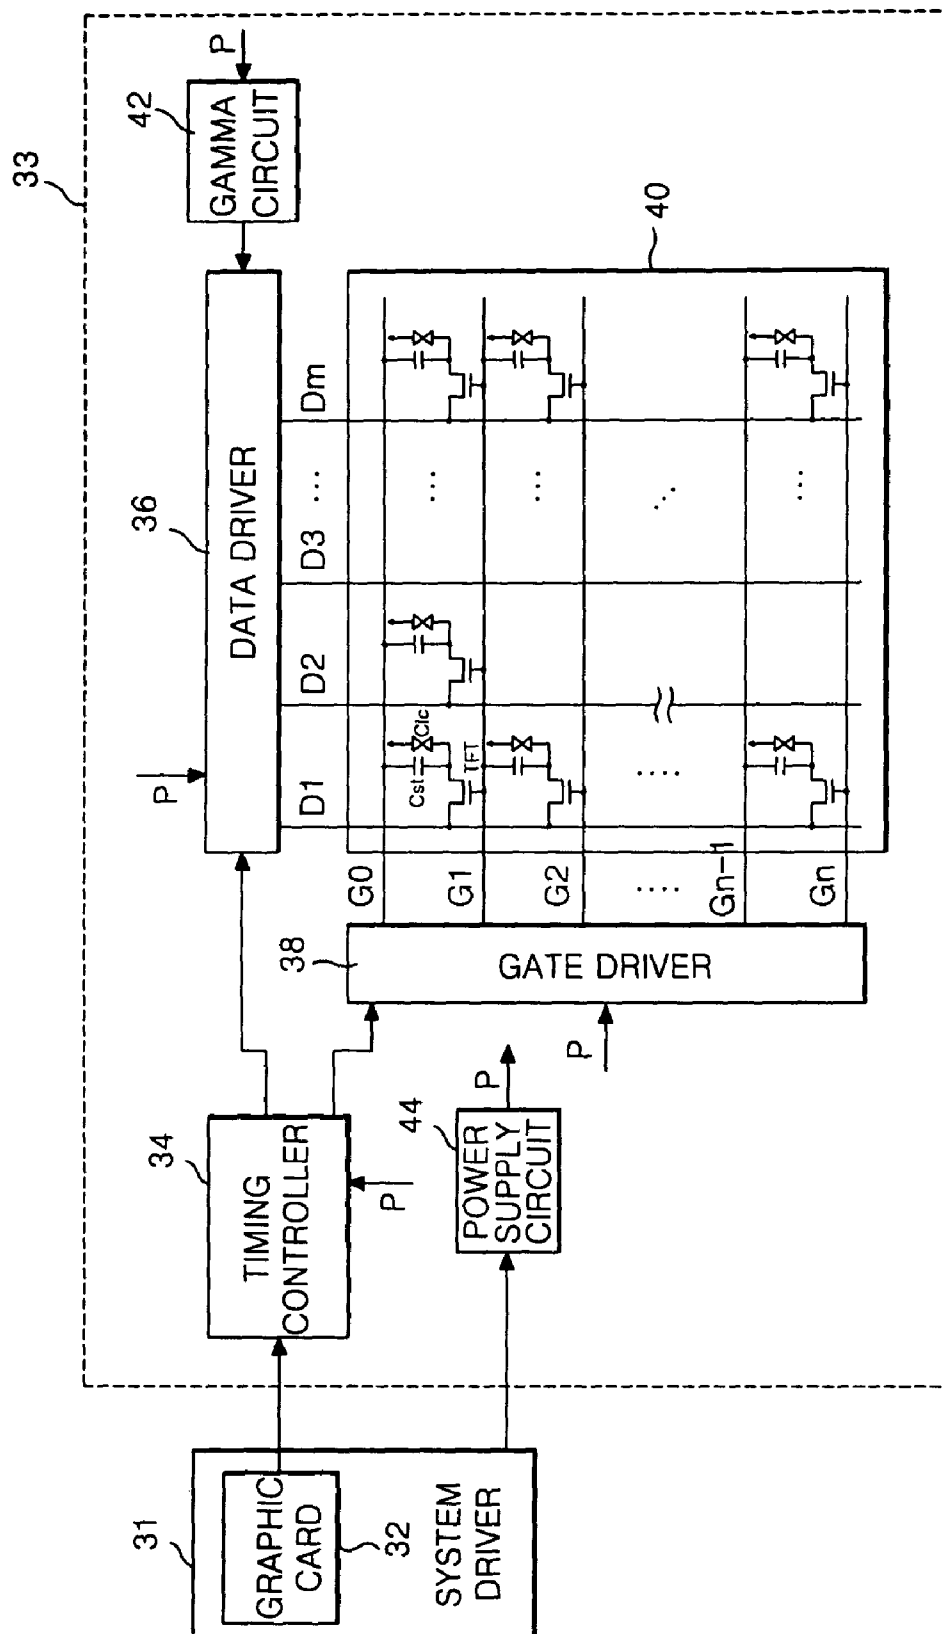 33
42
GAMMA
CIRCUIT
P
36
DATA DRIVER
P
D1
D2
D3
...
Dm
40
Cst
Clc
TFT
...
...
....
...
...
G0
G1
G2
....
Gn-1
Gn
38
GATE DRIVER
P
34
TIMING
CONTROLLER
P
44
POWER
SUPPLY
CIRCUIT
P
31
GRAPHIC
CARD
32
SYSTEM
DRIVER